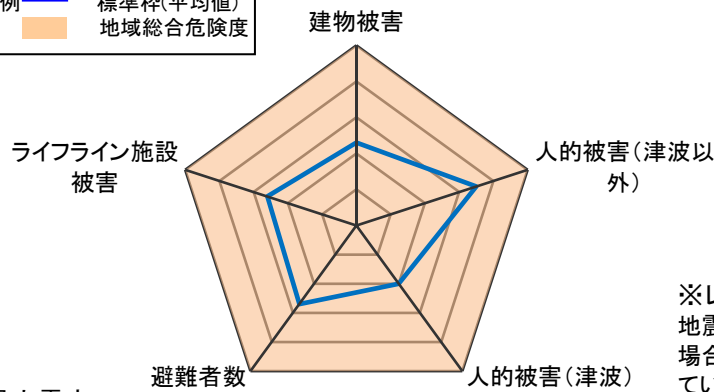 例 標準枠(平均値)
地域総合危険度
建物被害
ライフライン施設
被害
人的被害(津波以
外)
地震
場合
てい
避難者数
人的被害(津波)